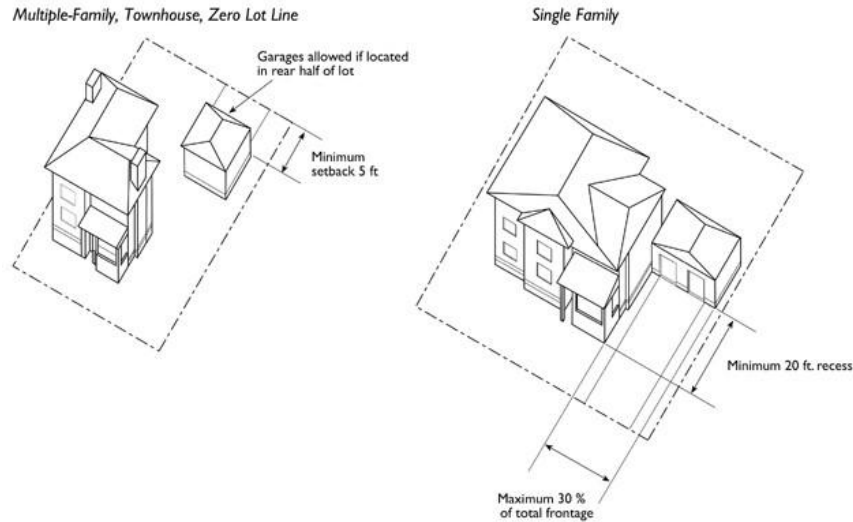 Multiple-Family, Townhouse, Zero Lot Line
Single Family
Garages allowed if located
in rear half of lot
Minimum
setback 5 ft
Minimum 20 ft. recess
Maximum 30 %
of total frontage